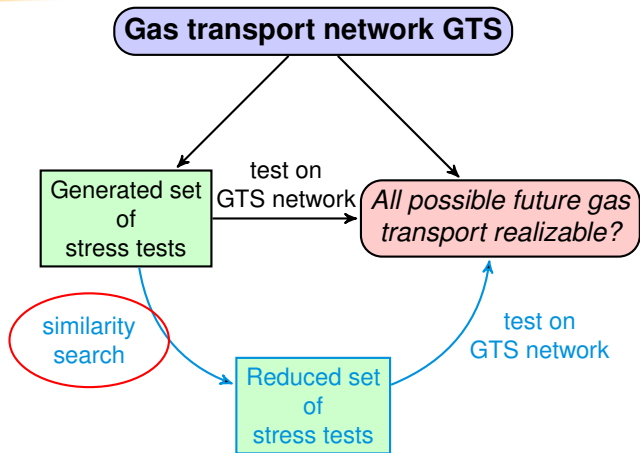 Gas transport network GTS
test on
GTS network
Generated set
of
stress tests
All possible future gas
transport realizable?
similarity
search
test on
GTS network
Reduced set
of
stress tests